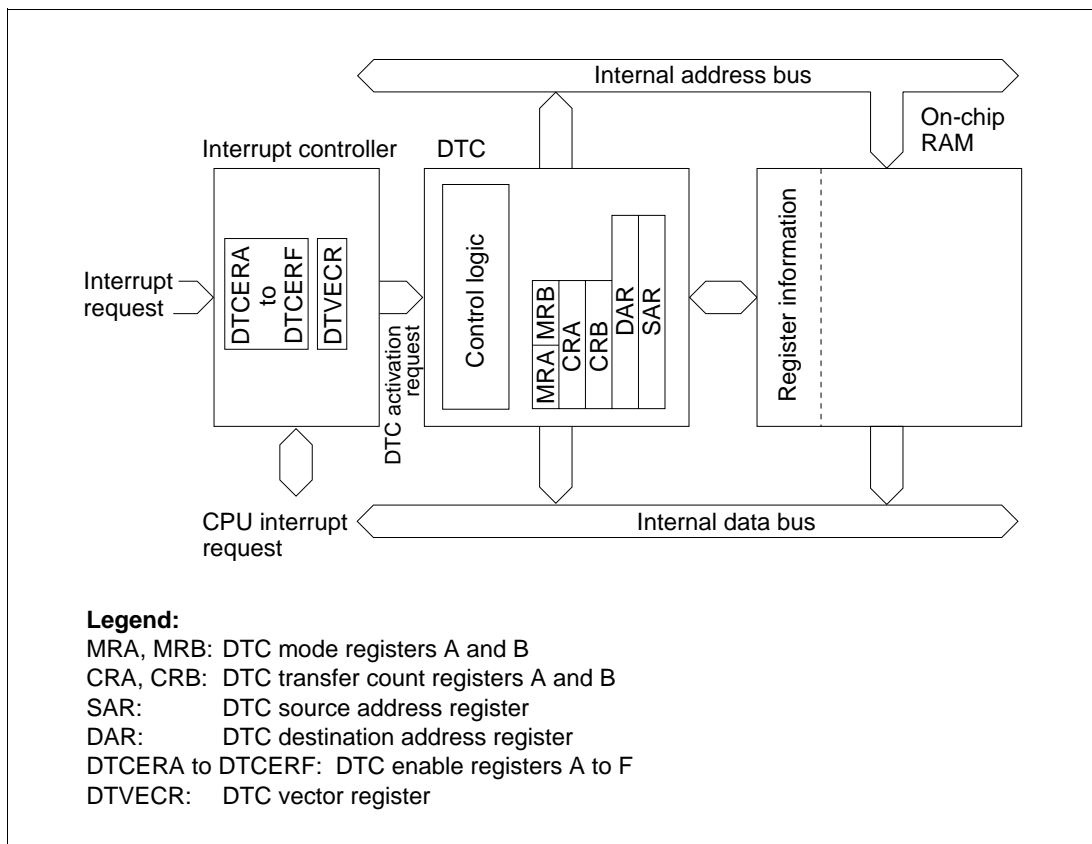 Internal address bus
On-chip
RAM
Interrupt controller
DTC
Interrupt
request
DTCERA
to
DTCERF
DTVECR
DTC activation
request
Control logic
MRA
MRB
CRA
CRB
DAR
SAR
Register information
CPU interrupt
request
Internal data bus
Legend:
MRA, MRB: DTC mode registers A and B
CRA, CRB: DTC transfer count registers A and B
SAR: DTC source address register
DAR: DTC destination address register
DTCERA to DTCERF: DTC enable registers A to F
DTVECR: DTC vector register